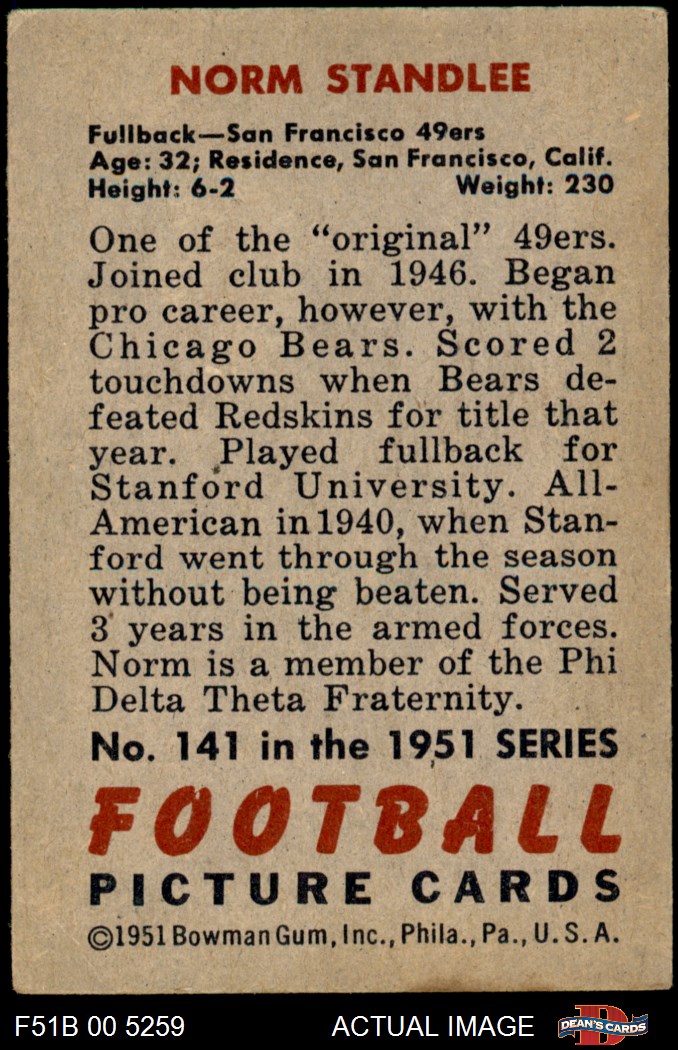 NORM STANDLEE
Fullback—San Francisco 49ers
Age: 32; Residence, San Francisco, Calif.
Height: 6-2 Weight: 230
One of the “original” 49ers.
Joined club in 1946. Began
pro career, however, with the
Chicago Bears. Scored 2
touchdowns when Bears de-
feated Redskins for title that
year. Played fullback for
Stanford University. All-
American in 1940, when Stan-
ford went through the season
without being beaten. Served
3 years in the armed forces.
Norm is a member of the Phi
Delta Theta Fraternity.
No. 141 in the 1951 SERIES
FOOTBALL
PICTURE CARDS
©1951 Bowman Gum, Inc., Phila., Pa., U. S. A.
F51B 00 5259 ACTUAL IMAGE DEAN'S CARDS